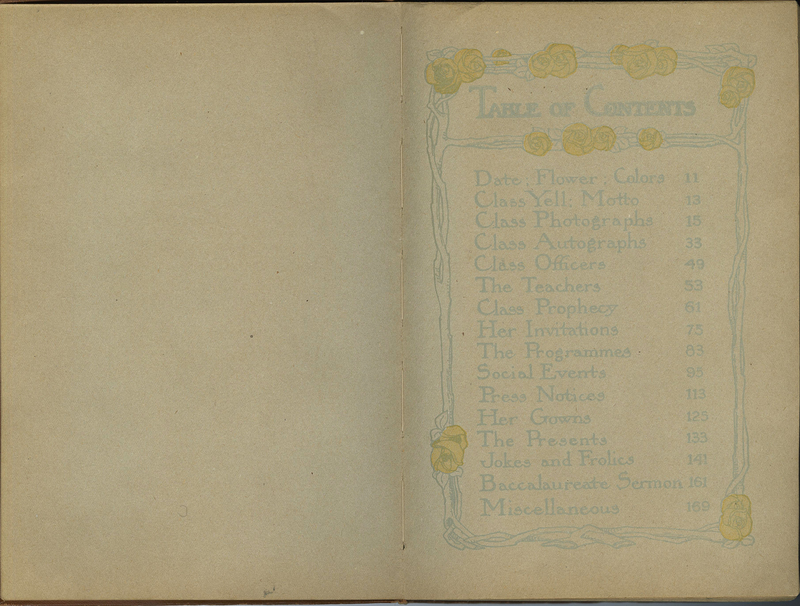 TABLE OF CONTENTS
Date; Flower; Colors 11
Class Yell; Motto 13
Class Photographs 15
Class Autographs 33
Class Officers 49
The Teachers 53
Class Prophecy 61
Her Invitations 75
The Programmes 83
Social Events 95
Press Notices 113
Her Gowns 125
The Presents 133
Jokes and Frolics 141
Baccalaureate Sermon 161
Miscellaneous 169